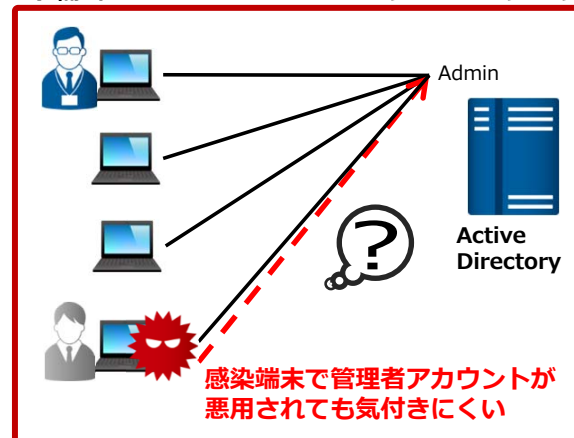 Admin
?
Active
Directory
感染端末で管理者アカウントが
悪用されても気付きにくい